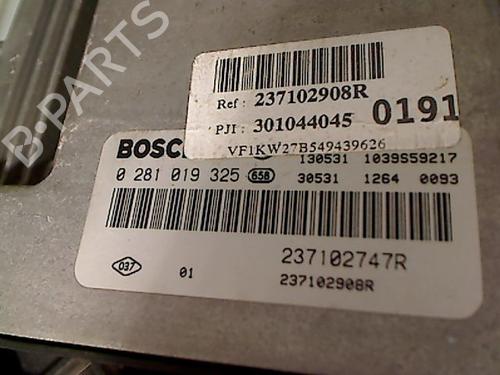 B-PARTS
Ref : 237102908R
PJI : 301044045 0191
VF1KW27B549439626
BOSCH 130531 1039S59217
0 281 019 325 658 30531 1264 0093
237102747R
037 01 237102908R